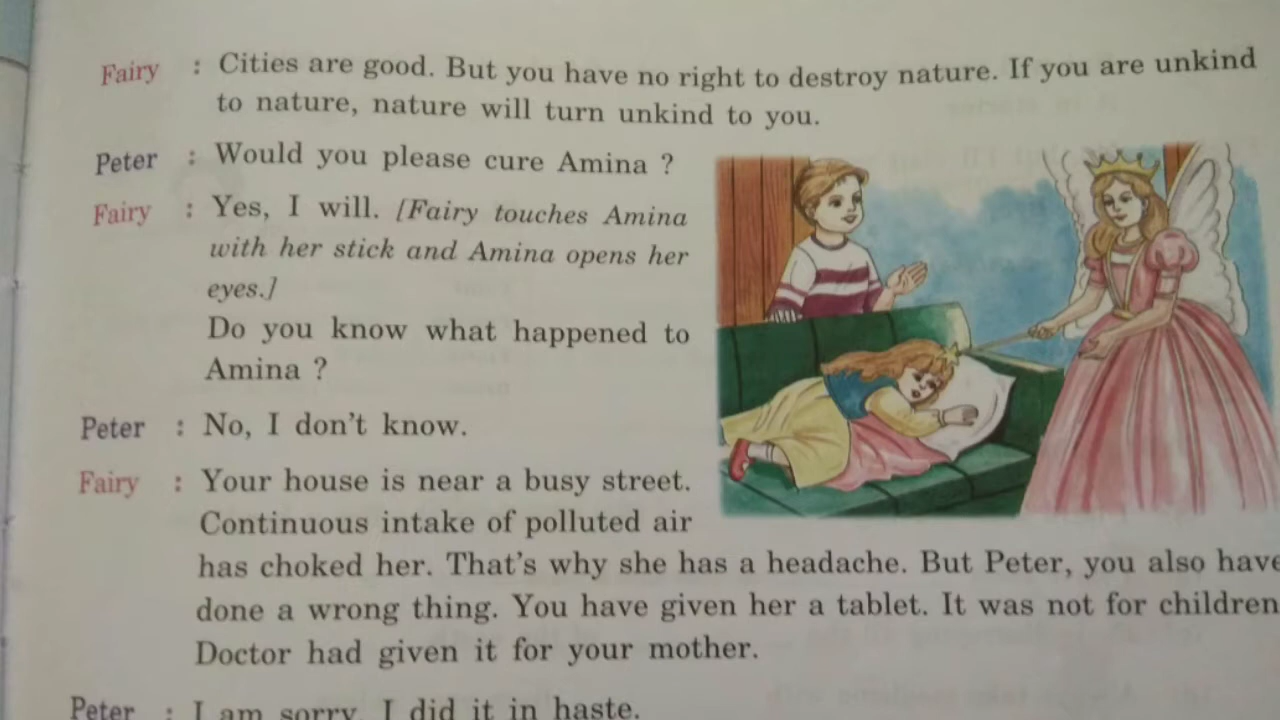 Fairy : Cities are good. But you have no right to destroy nature. If you are unkind
to nature, nature will turn unkind to you.
Peter : Would you please cure Amina ?
Fairy : Yes, I will. [Fairy touches Amina
with her stick and Amina opens her
eyes.]
Do you know what happened to
Amina ?
Peter : No, I don't know.
Fairy : Your house is near a busy street.
Continuous intake of polluted air
has choked her. That's why she has a headache. But Peter, you also have
done a wrong thing. You have given her a tablet. It was not for children
Doctor had given it for your mother.
Peter : I am sorry. I did it in haste.